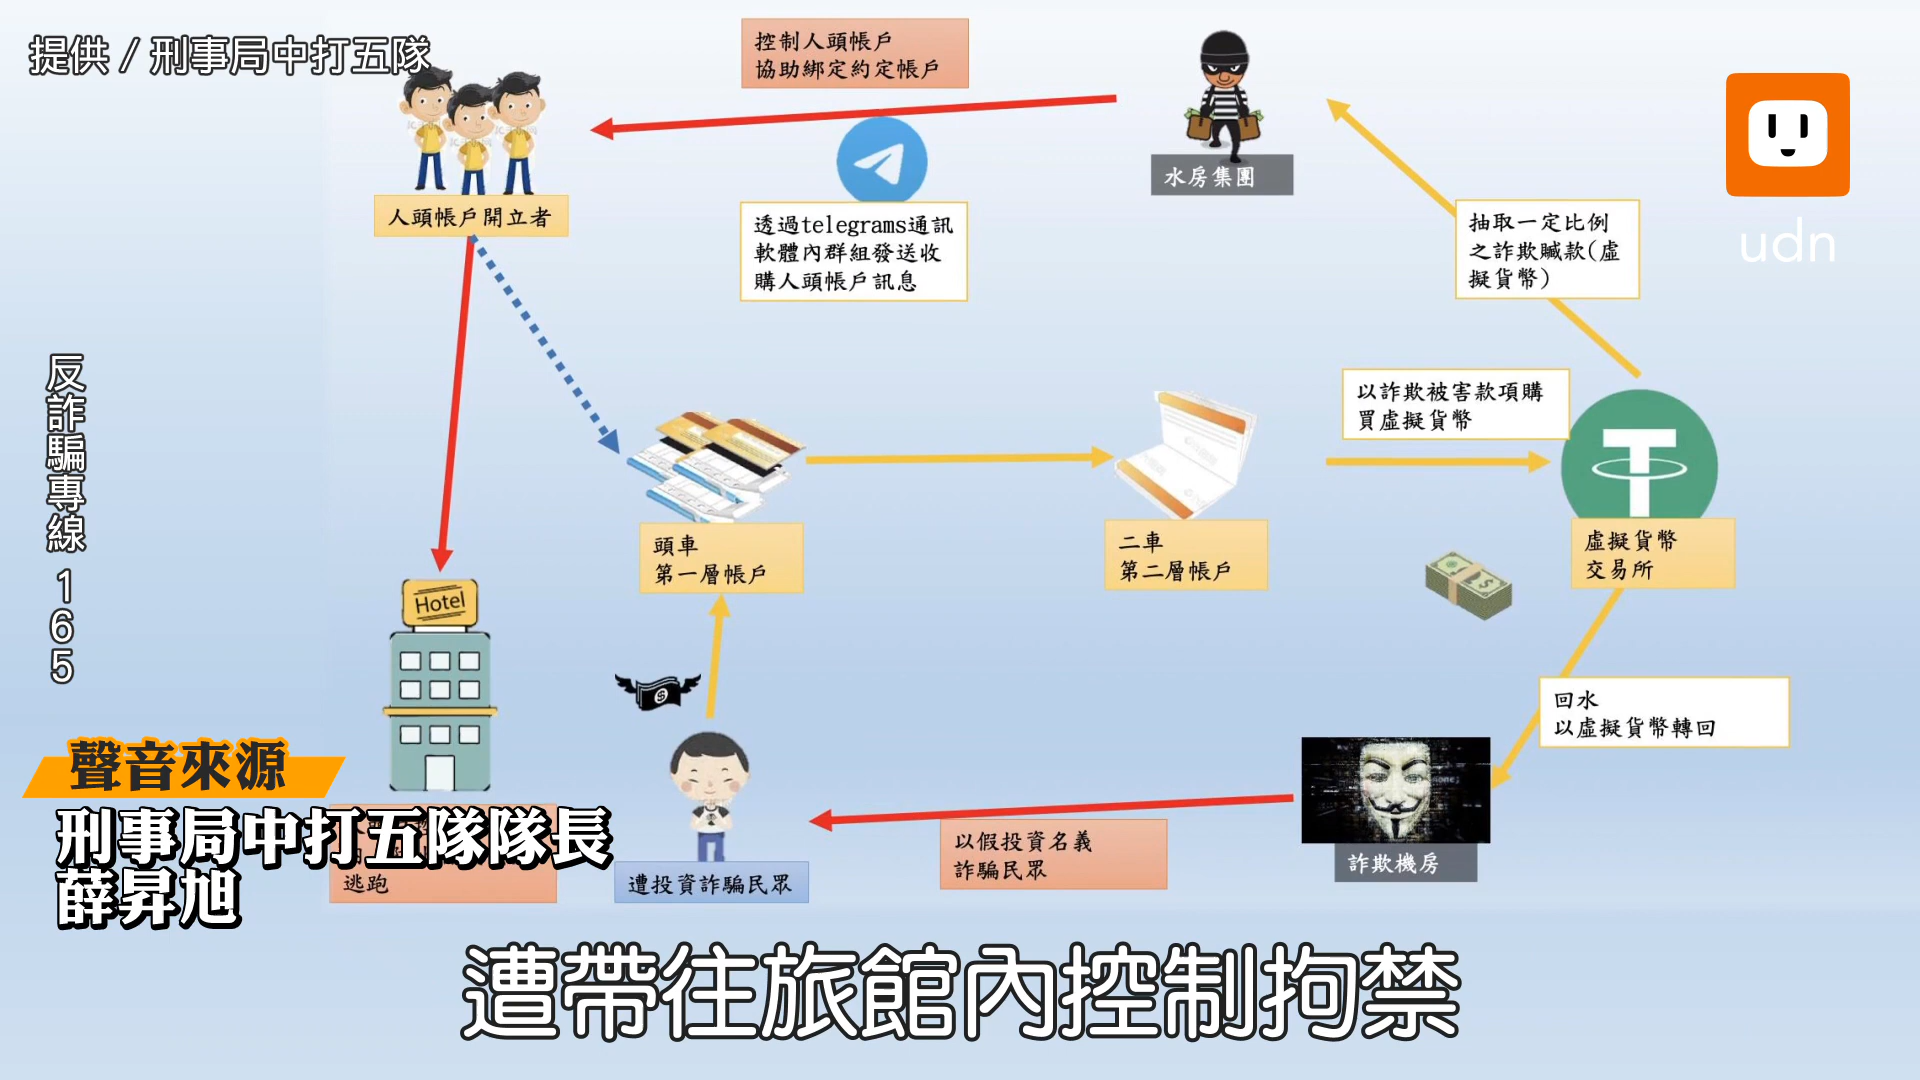 提供 / 刑事局中打五隊
控制人頭帳戶
協助綁定約定帳戶
水房集團
人頭帳戶開立者
透過telegrams通訊
軟體內群組發送收
購人頭帳戶訊息
抽取一定比例
之詐欺贓款(虛
擬貨幣)
udn
反詐騙專線 165
以詐欺被害款項購
買虛擬貨幣
頭車
第一層帳戶
二車
第二層帳戶
虛擬貨幣
交易所
Hotel
回水
以虛擬貨幣轉回
聲音來源
刑事局中打五隊隊長
薛昇旭
逃跑
遭投資詐騙民眾
以假投資名義
詐騙民眾
詐欺機房
遭帶往旅館內控制拘禁